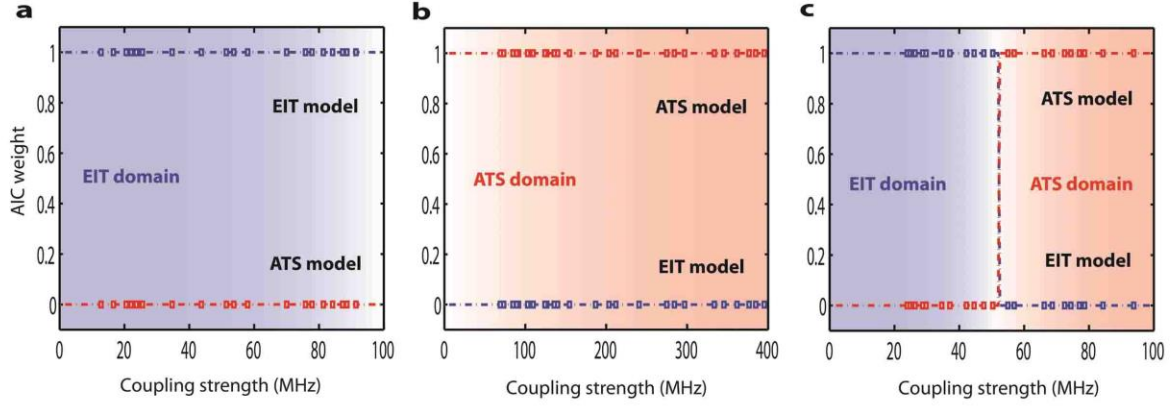 a
AIC weight
1
0.8
0.6
0.4
0.2
0
EIT model
EIT domain
ATS model
0 20 40 60 80 100
Coupling strength (MHz)
b
1
0.8
0.6
0.4
0.2
0
ATS model
ATS domain
EIT model
0 100 200 300 400
Coupling strength (MHz)
c
1
0.8
0.6
0.4
0.2
0
ATS model
EIT domain
ATS domain
EIT model
0 20 40 60 80 100
Coupling strength (MHz)